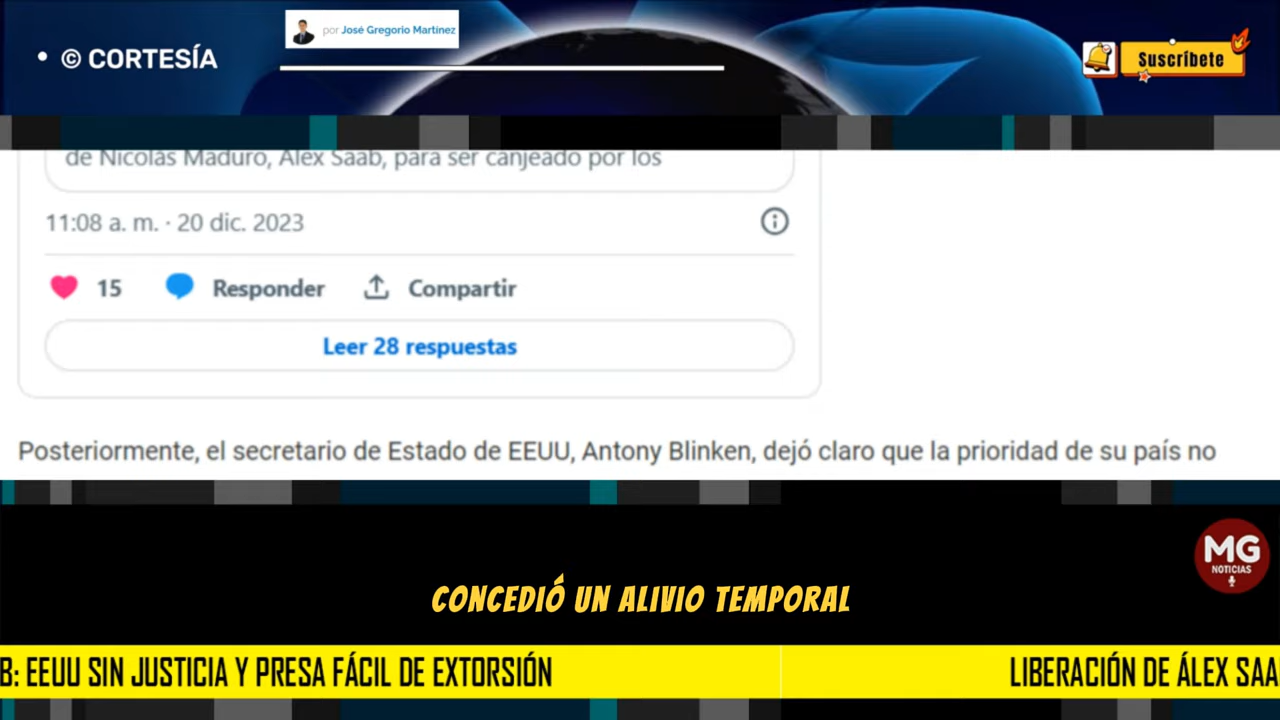 • © CORTESÍA
por José Gregorio Martínez
Suscríbete
de Nicolás Maduro, Álex Saab, para ser canjeado por los
11:08 a. m. · 20 dic. 2023
15 Responder Compartir
Leer 28 respuestas
Posteriormente, el secretario de Estado de EEUU, Antony Blinken, dejó claro que la prioridad de su país no
MG
NOTICIAS
CONCEDIÓ UN ALIVIO TEMPORAL
B: EEUU SIN JUSTICIA Y PRESA FÁCIL DE EXTORSIÓN LIBERACIÓN DE ÁLEX SAA